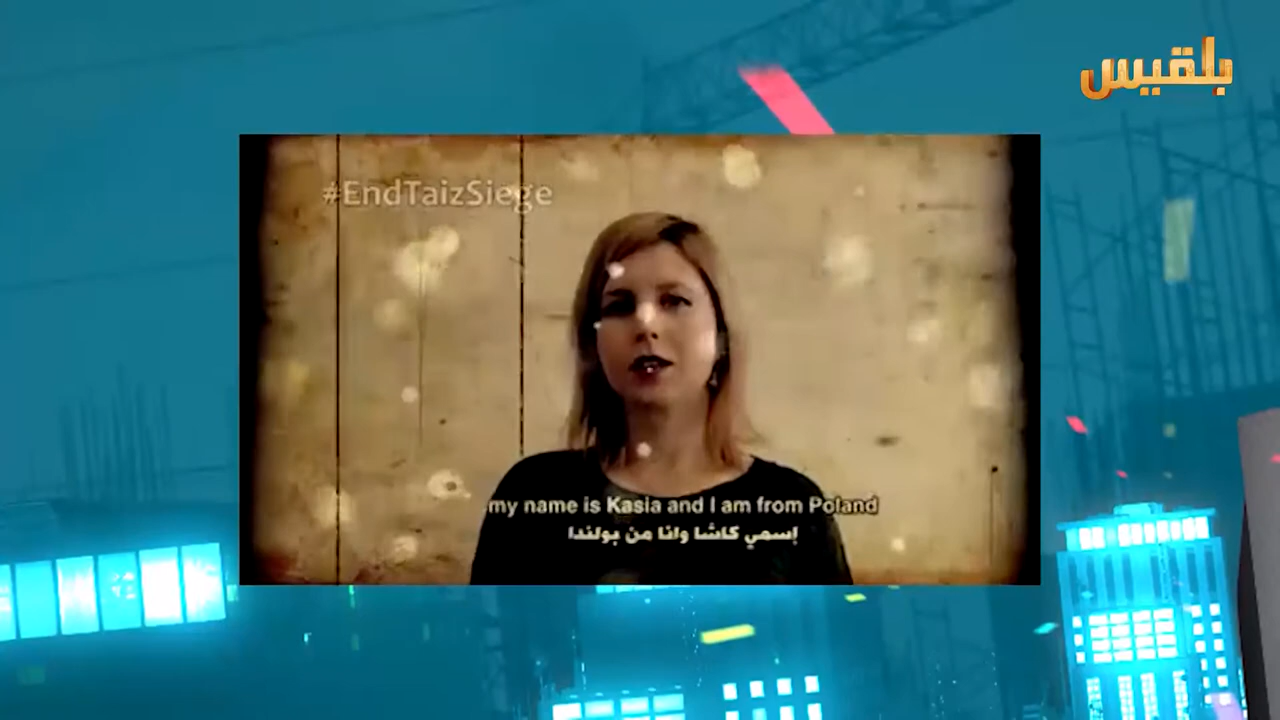 بلقيس
#EndTaizSiege
my name is Kasia and I am from Poland
إسمي كاشا وانا من بولندا